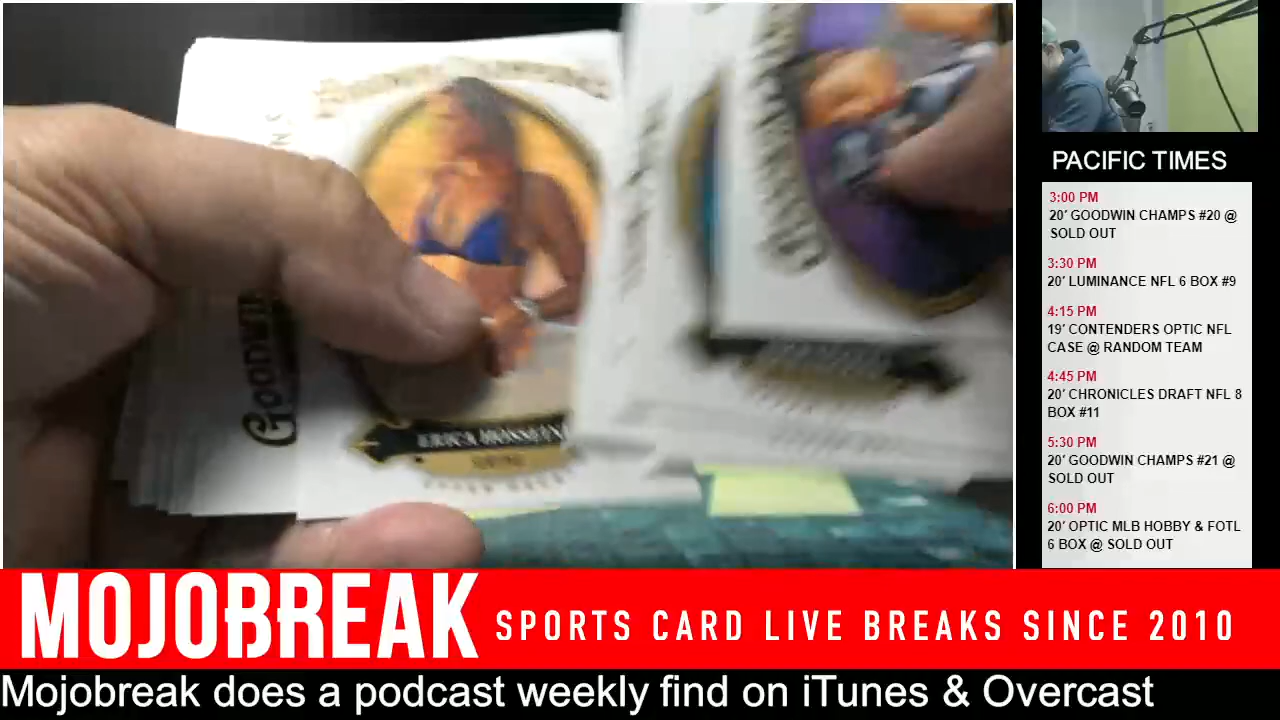 PACIFIC TIMES
3:00 PM
20' GOODWIN CHAMPS #20 @
SOLD OUT
3:30 PM
20' LUMINANCE NFL 6 BOX #9
4:15 PM
19' CONTENDERS OPTIC NFL
CASE @ RANDOM TEAM
4:45 PM
20' CHRONICLES DRAFT NFL 8
BOX #11
5:30 PM
20' GOODWIN CHAMPS #21 @
SOLD OUT
6:00 PM
20' OPTIC MLB HOBBY & FOTL
6 BOX @ SOLD OUT
GOODWIN
ERICA
MOJOBREAK SPORTS CARD LIVE BREAKS SINCE 2010
Mojobreak does a podcast weekly find on iTunes & Overcast